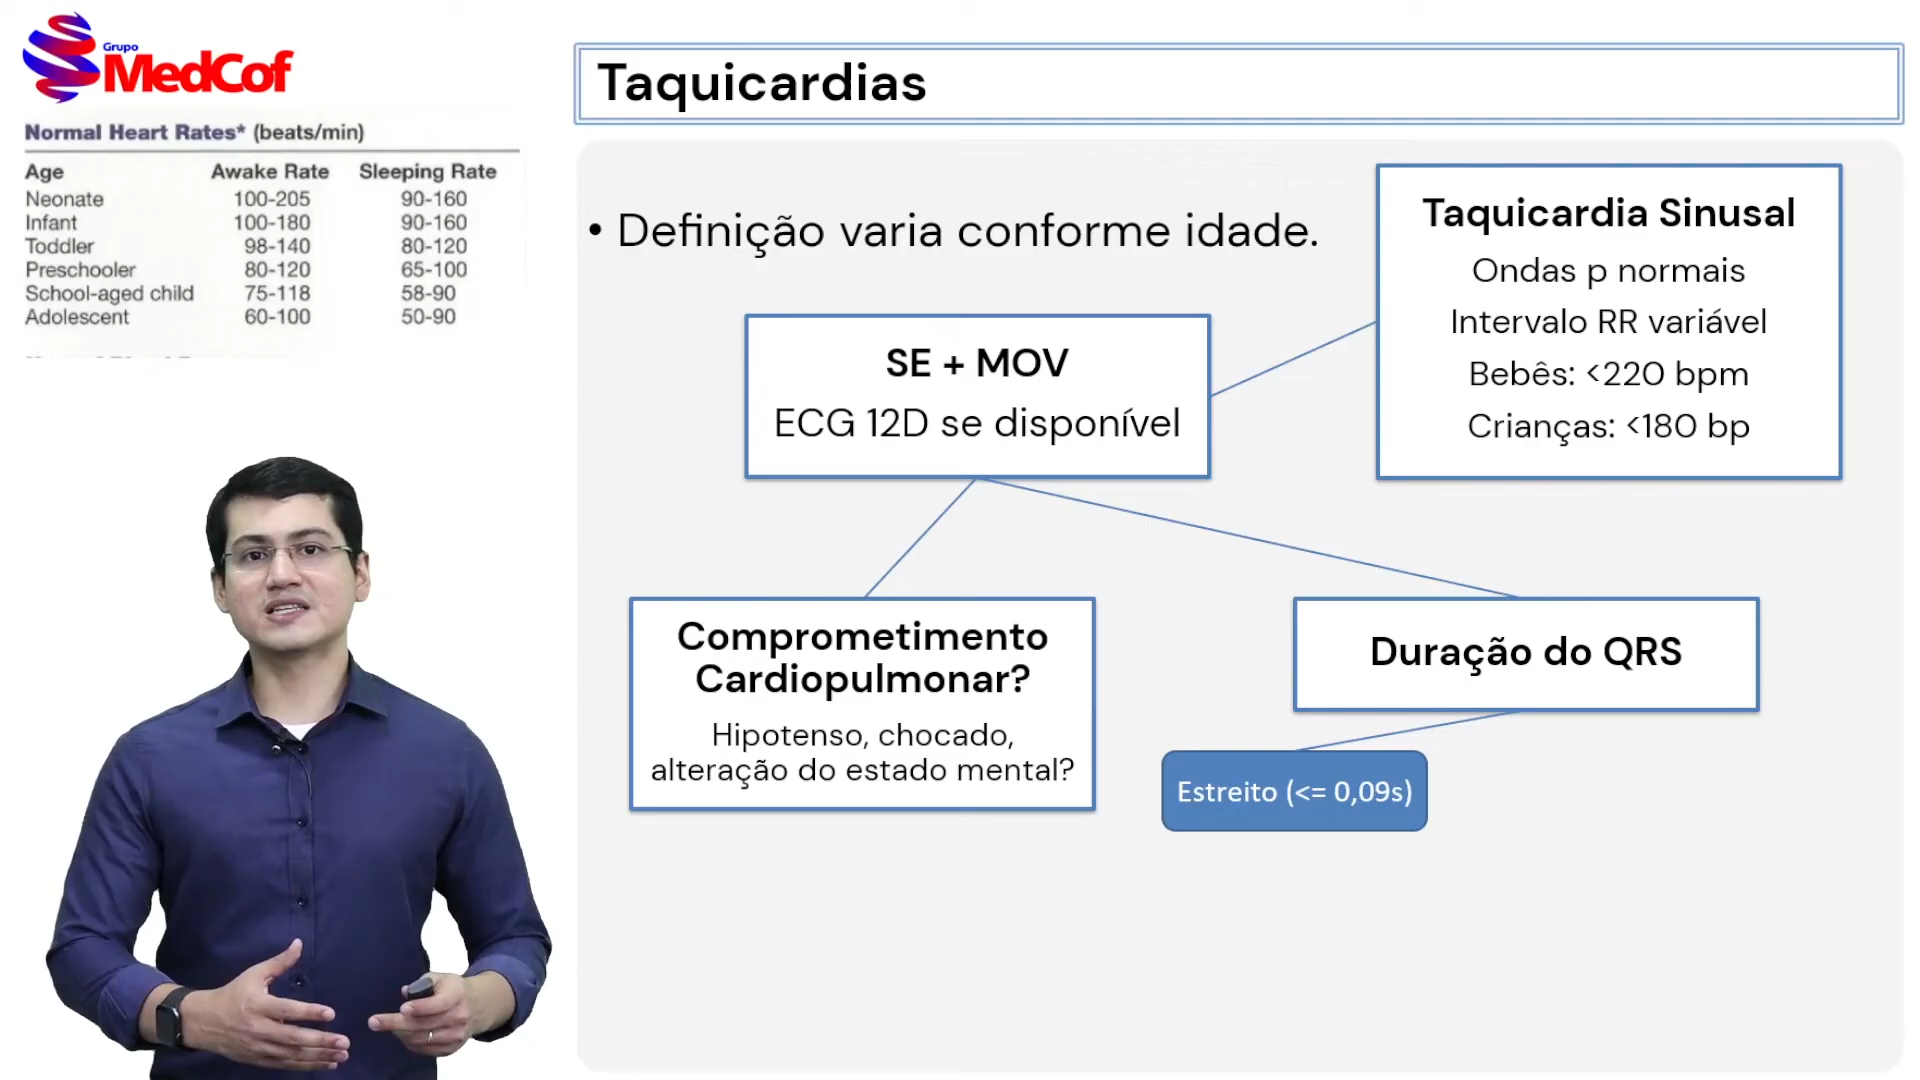 Grupo
MedCof
Normal Heart Rates* (beats/min)
Age Awake Rate Sleeping Rate
Neonate 100-205 90-160
Infant 100-180 90-160
Toddler 98-140 80-120
Preschooler 80-120 65-100
School-aged child 75-118 58-90
Adolescent 60-100 50-90
Taquicardias
• Definição varia conforme idade.
Taquicardia Sinusal
Ondas p normais
Intervalo RR variável
Bebês: <220 bpm
Crianças: <180 bp
SE + MOV
ECG 12D se disponível
Comprometimento
Cardiopulmonar?
Hipotenso, chocado,
alteração do estado mental?
Duração do QRS
Estreito (<= 0,09s)